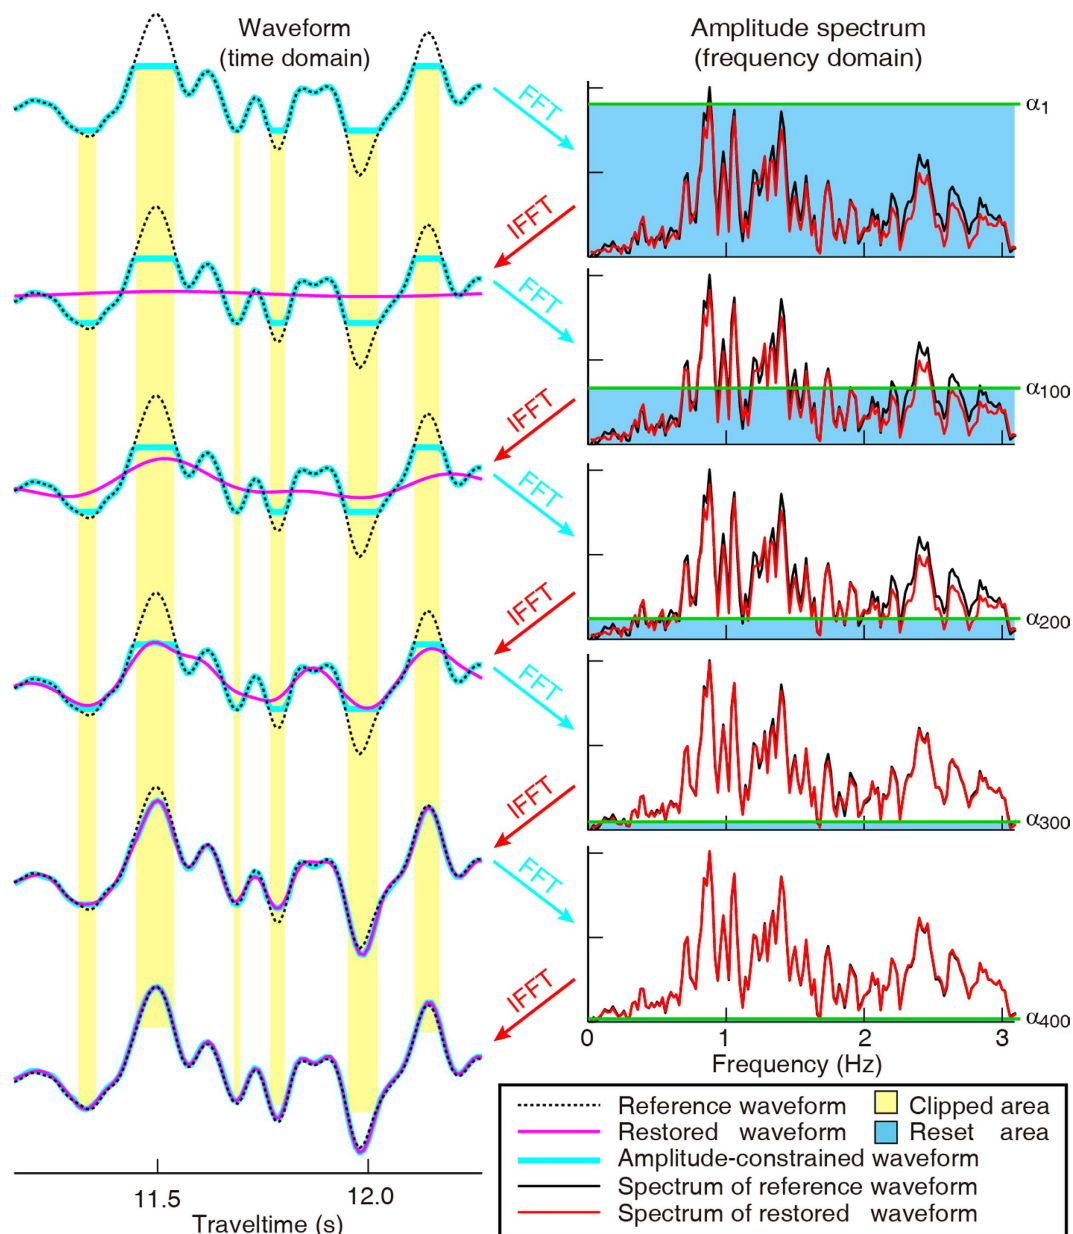 Waveform
(time domain)
Amplitude spectrum
(frequency domain)
FFT
α1
IFFT
FFT
α100
IFFT
FFT
α200
IFFT
FFT
α300
IFFT
FFT
α400
IFFT
0 1 2 3
Frequency (Hz)
Reference waveform
Clipped area
Restored waveform
Reset area
Amplitude-constrained waveform
Spectrum of reference waveform
Spectrum of restored waveform
11.5 12.0
Traveltime (s)